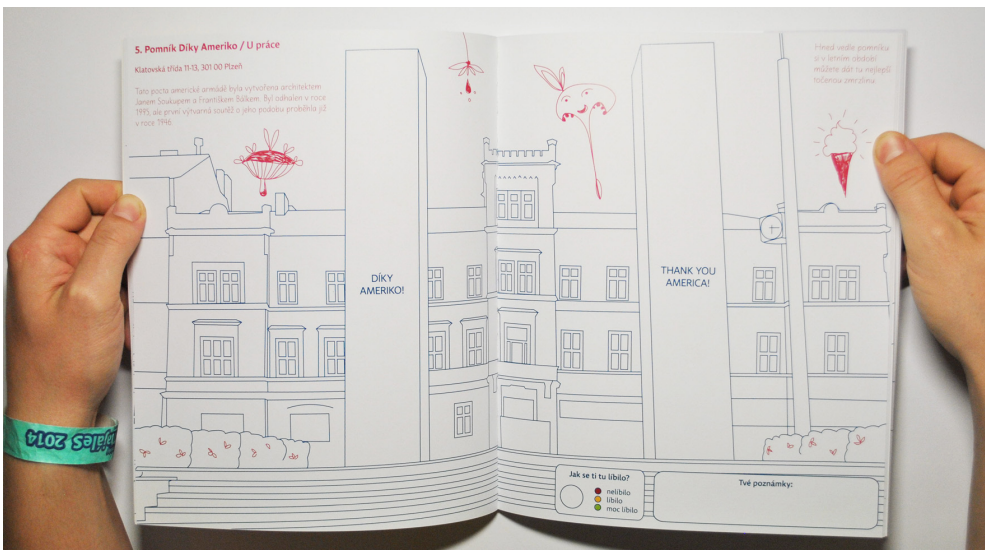 5. Pomník Díky Ameriko / U práce
Klatovská třída 11-13, 301 00 Plzeň
Tato pocta americké armádě byla vytvořena architektem
Janem Soukupem a Františkem Bálkem. Byl odhalen v roce
1995, ale první výtvarná soutěž o jeho podobu proběhla již
v roce 1946.
Hned vedle pomníku
si v letním období
můžete dát tu nejlepší
točenou zmrzlinu.
DÍKY
AMERIKO!
THANK YOU
AMERICA!
Jak se ti tu líbilo?
nelíbilo
líbilo
moc líbilo
Tvé poznámky:
2014